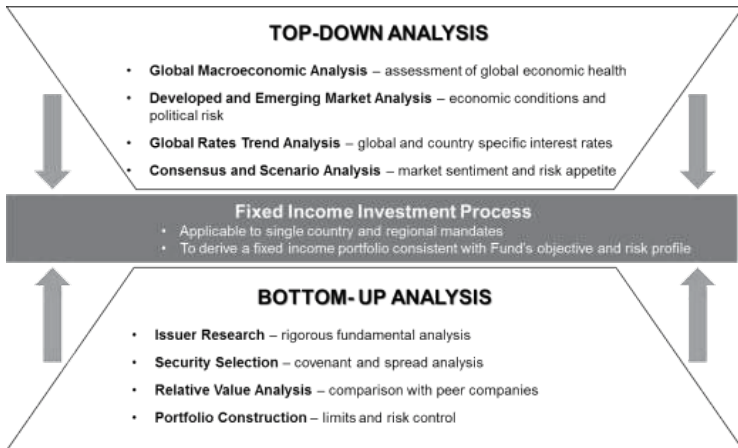 TOP-DOWN ANALYSIS
• Global Macroeconomic Analysis – assessment of global economic health
• Developed and Emerging Market Analysis – economic conditions and
political risk
• Global Rates Trend Analysis – global and country specific interest rates
• Consensus and Scenario Analysis – market sentiment and risk appetite
Fixed Income Investment Process
• Applicable to single country and regional mandates
• To derive a fixed income portfolio consistent with Fund's objective and risk profile
BOTTOM- UP ANALYSIS
• Issuer Research – rigorous fundamental analysis
• Security Selection – covenant and spread analysis
• Relative Value Analysis – comparison with peer companies
• Portfolio Construction – limits and risk control